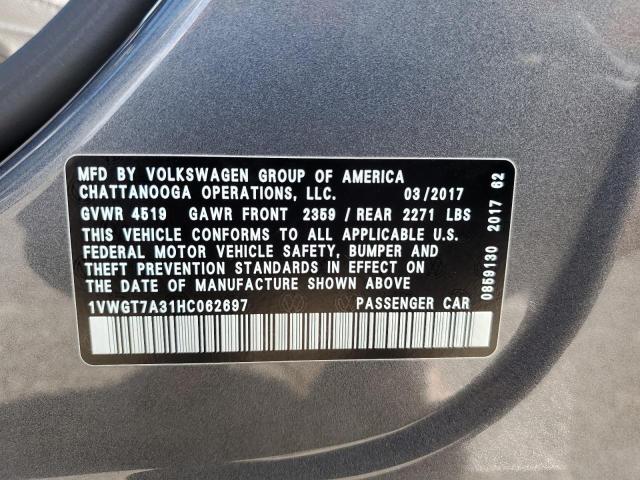 MFD BY VOLKSWAGEN GROUP OF AMERICA
CHATTANOOGA OPERATIONS, LLC. 03/2017
GVWR 4519 GAWR FRONT 2359 / REAR 2271 LBS
THIS VEHICLE CONFORMS TO ALL APPLICABLE U.S.
FEDERAL MOTOR VEHICLE SAFETY, BUMPER AND
THEFT PREVENTION STANDARDS IN EFFECT ON
THE DATE OF MANUFACTURE SHOWN ABOVE
1VWGT7A31HC062697 PASSENGER CAR
0859130 2017 62